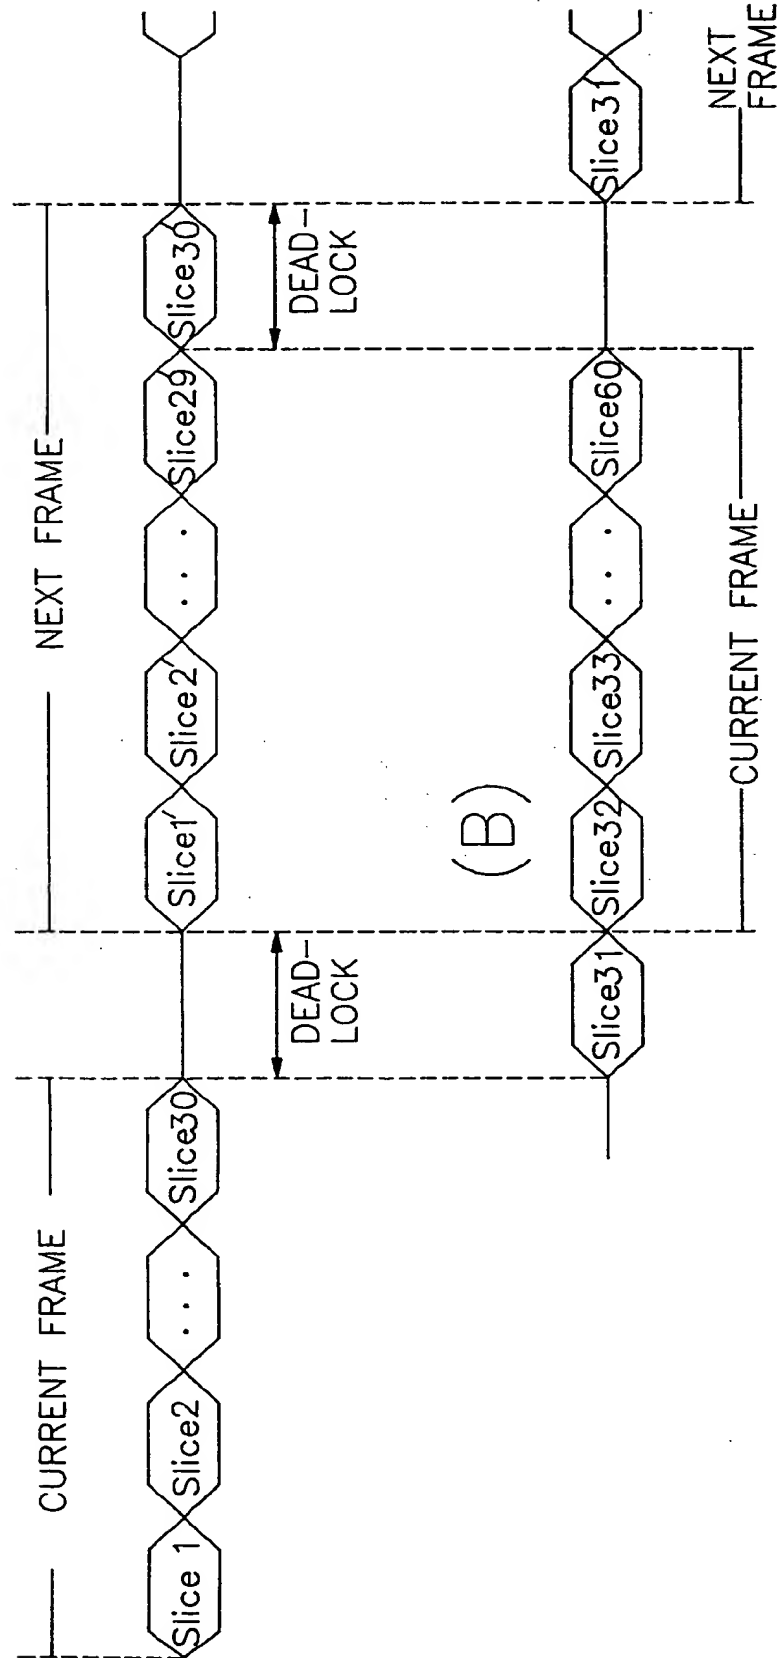 CURRENT FRAME
NEXT FRAME
Slice 1
Slice2
. . .
Slice30
Slice1′
Slice2′
. . .
Slice29′
Slice30′
DEAD-
LOCK
DEAD-
LOCK
(B)
Slice31
Slice32
Slice33
. . .
Slice60
Slice31′
CURRENT FRAME
NEXT
FRAME